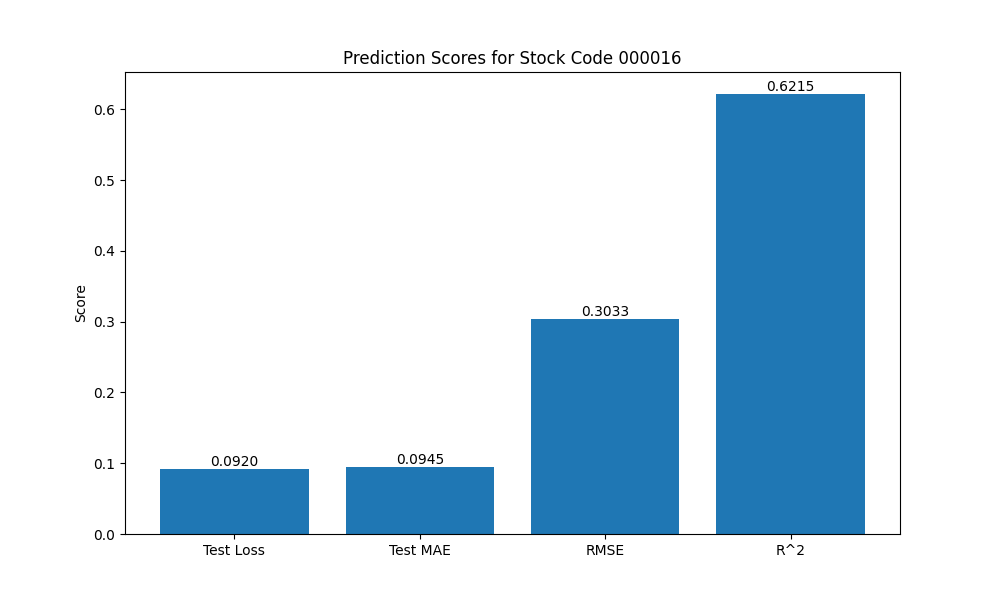 Prediction Scores for Stock Code 000016
0.6215
0.6
0.5
0.4
0.3033
0.3
0.2
0.0920
0.0945
0.1
0.0
Score
Test Loss
Test MAE
RMSE
R^2